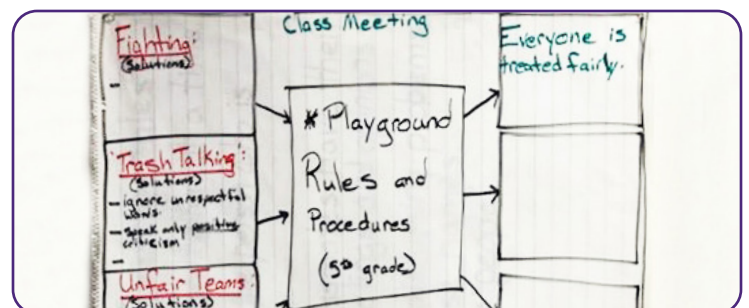 Class Meeting
Fighting:
(Solutions)
-
Trash Talking:
(Solutions)
- ignore unrespectful
words.
- speak only positive
criticism
-
Unfair Teams:
(Solutions)
* Playground
Rules and
Procedures
(5th grade)
Everyone is
treated fairly.